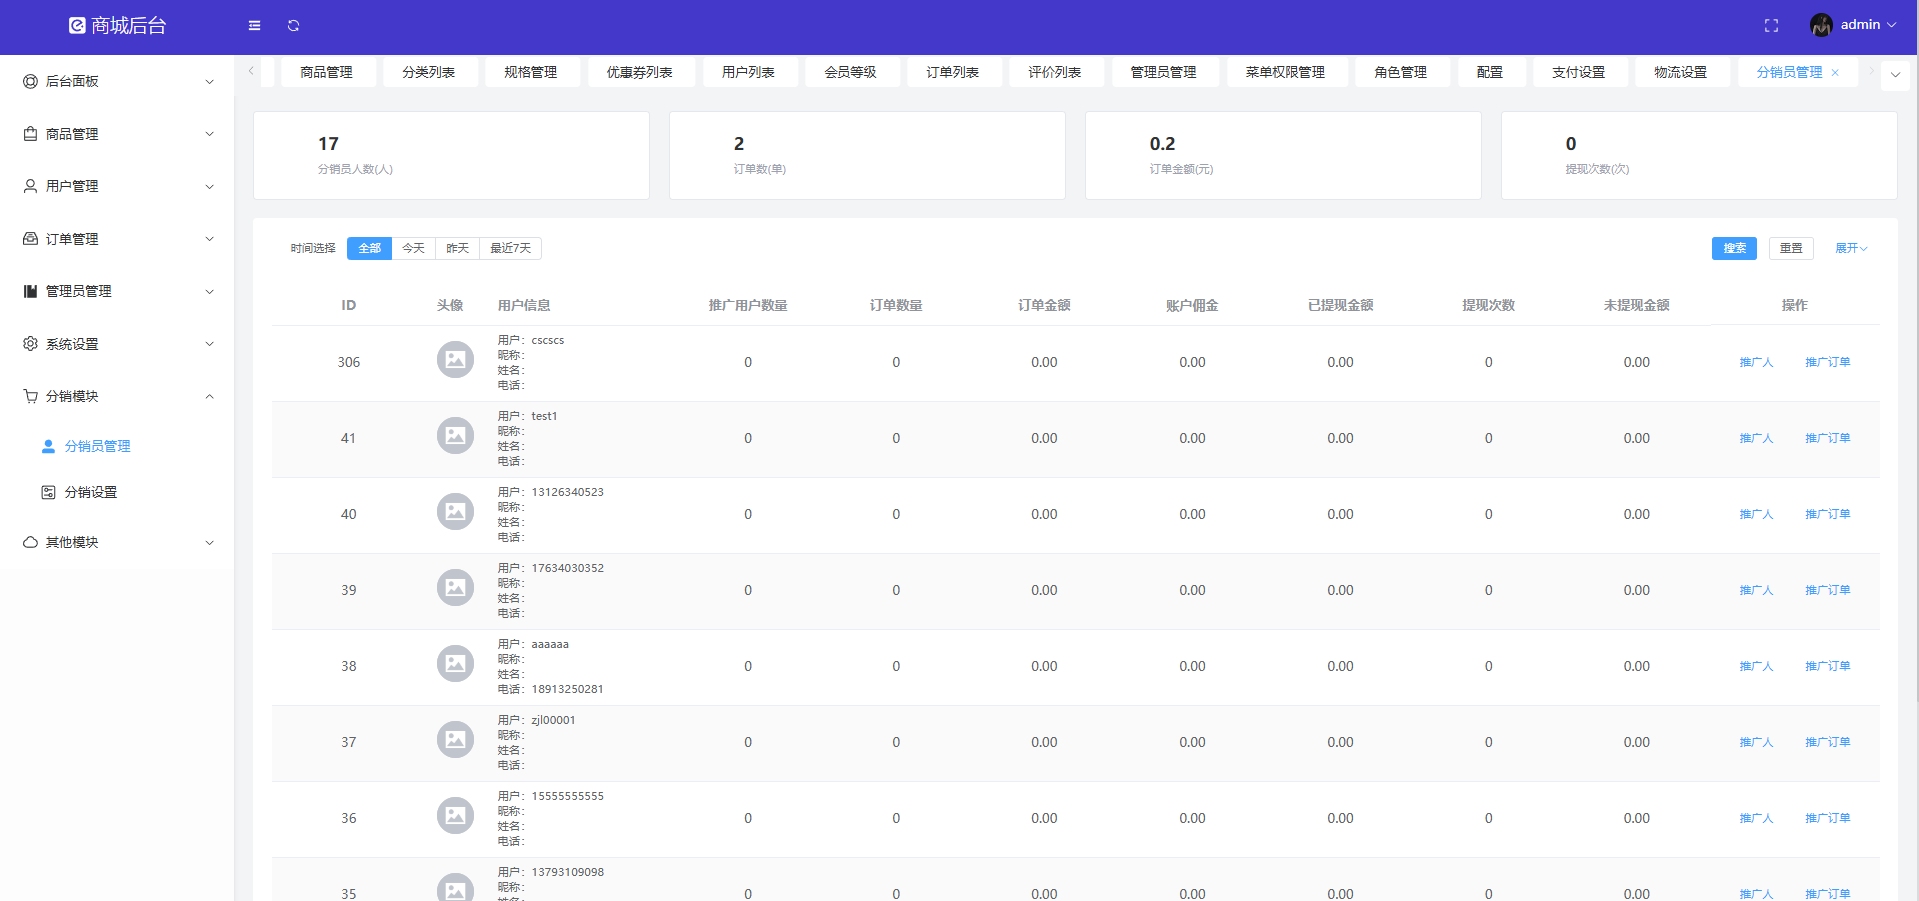 商城后台
admin
后台面板
商品管理
用户管理
订单管理
管理员管理
系统设置
分销模块
分销员管理
分销设置
其他模块
商品管理 分类列表 规格管理 优惠券列表 用户列表 会员等级 订单列表 评价列表 管理员管理 菜单权限管理 角色管理 配置 支付设置 物流设置 分销员管理
17
分销员人数(人)
2
订单数(单)
0.2
订单金额(元)
0
提现次数(次)
时间选择 全部 今天 昨天 最近7天 搜索 重置 展开
ID 头像 用户信息 推广用户数量 订单数量 订单金额 账户佣金 已提现金额 提现次数 未提现金额 操作
306
用户：cscscs
昵称：
姓名：
电话：
0 0 0.00 0.00 0.00 0 0.00 推广人 推广订单
41
用户：test1
昵称：
姓名：
电话：
0 0 0.00 0.00 0.00 0 0.00 推广人 推广订单
40
用户：13126340523
昵称：
姓名：
电话：
0 0 0.00 0.00 0.00 0 0.00 推广人 推广订单
39
用户：17634030352
昵称：
姓名：
电话：
0 0 0.00 0.00 0.00 0 0.00 推广人 推广订单
38
用户：aaaaaa
昵称：
姓名：
电话：18913250281
0 0 0.00 0.00 0.00 0 0.00 推广人 推广订单
37
用户：zjl00001
昵称：
姓名：
电话：
0 0 0.00 0.00 0.00 0 0.00 推广人 推广订单
36
用户：15555555555
昵称：
姓名：
电话：
0 0 0.00 0.00 0.00 0 0.00 推广人 推广订单
35
用户：13793109098
昵称：
0 0 0.00 0.00 0.00 0 0.00 推广人 推广订单